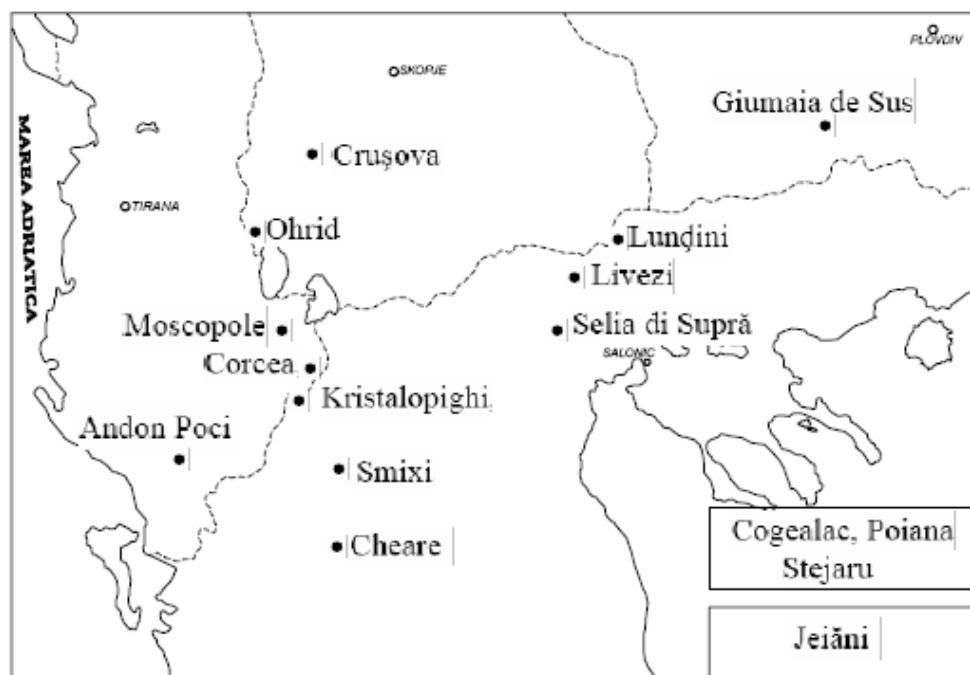 PLOVDIV
SKOPJE
Giumaia de Sus
Crușova
MAREA ADRIATICA
TIRANA
Ohrid
Lunḑini
Livezi
Moscopole
Selia di Supră
SALONIC
Corcea
Kristalopighi
Andon Poci
Smixi
Cogealac, Poiana
Stejaru
Cheare
Jeiăni